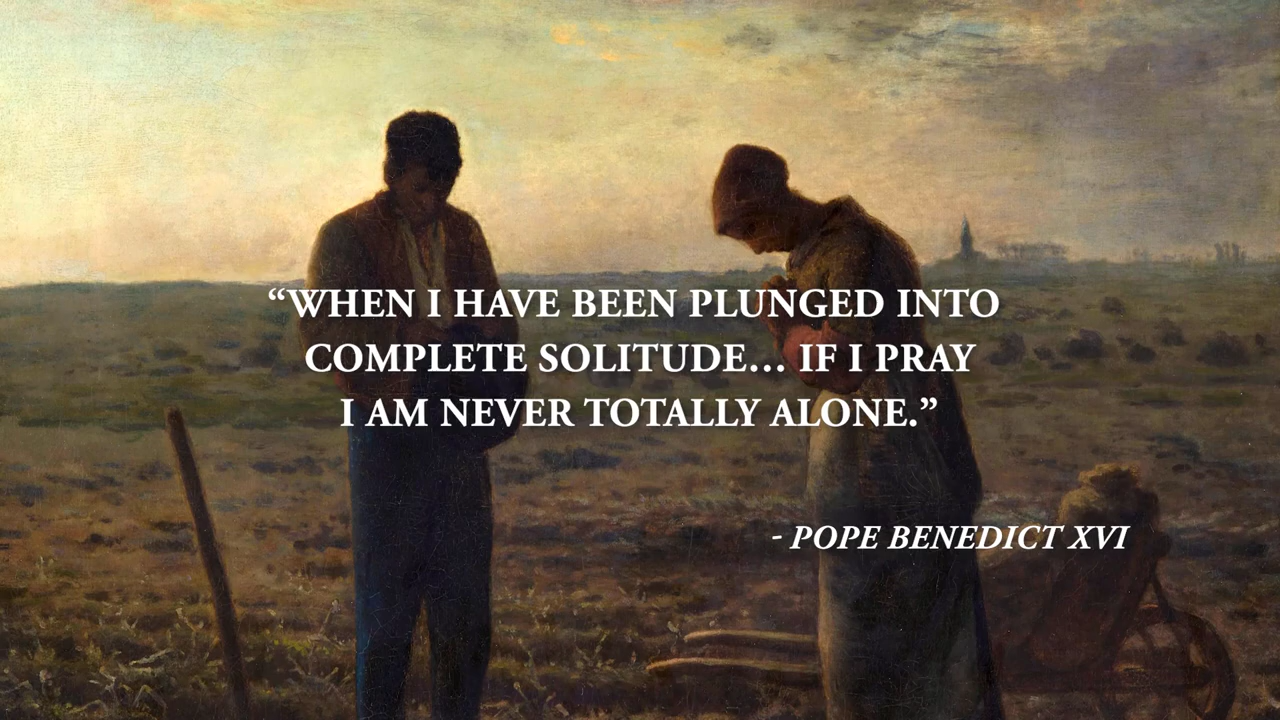 “WHEN I HAVE BEEN PLUNGED INTO
COMPLETE SOLITUDE... IF I PRAY
I AM NEVER TOTALLY ALONE.”
- POPE BENEDICT XVI